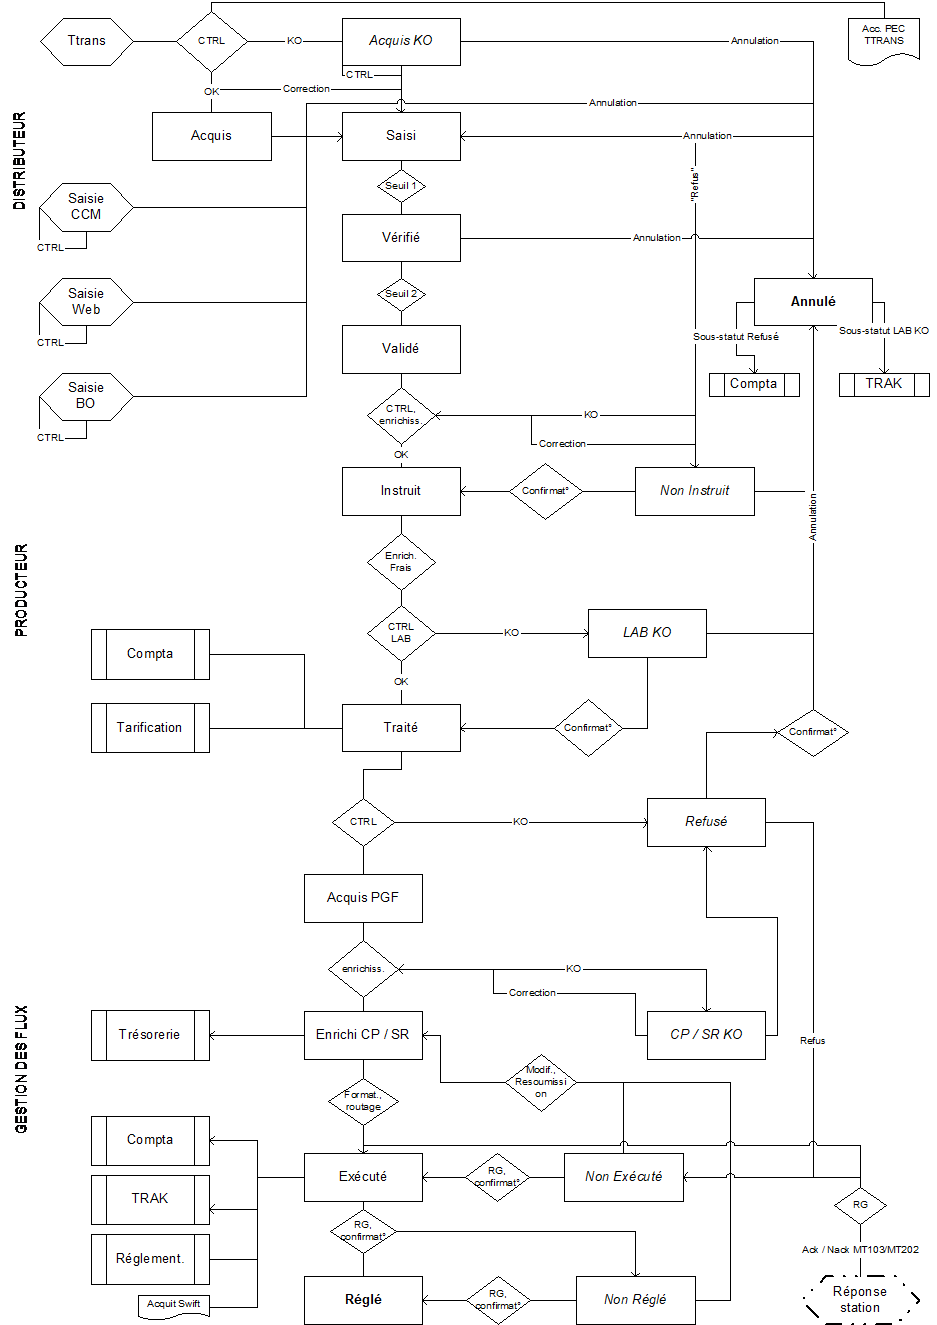 Ttrans
CTRL
KO
Acquis KO
Annulation
Acc. PEC
TTRANS
CTRL
OK
Correction
Annulation
Acquis
Saisi
Annulation
DISTRIBUTEUR
Seuil 1
"Refus"
Saisie
CCM
CTRL
Vérifié
Annulation
Saisie
Web
CTRL
Seuil 2
Annulé
Sous-statut Refusé
Sous-statut LAB KO
Validé
Compta
TRAK
Saisie
BO
CTRL
CTRL,
enrichiss.
KO
Correction
OK
Instruit
Confirmat°
Non Instruit
Annulation
PRODUCTEUR
Enrich.
Frais
CTRL
LAB
KO
LAB KO
Compta
OK
Tarification
Traité
Confirmat°
Confirmat°
CTRL
KO
Refusé
Acquis PGF
enrichiss.
KO
Correction
GESTION DES FLUX
Trésorerie
Enrichi CP / SR
CP / SR KO
Refus
Modif.,
Resoumissi
on
Format.,
routage
Compta
Exécuté
RG,
confirmat°
Non Exécuté
TRAK
RG
RG,
confirmat°
Réglement.
Ack / Nack MT103/MT202
Acquit Swift
Réglé
RG,
confirmat°
Non Réglé
Réponse
station